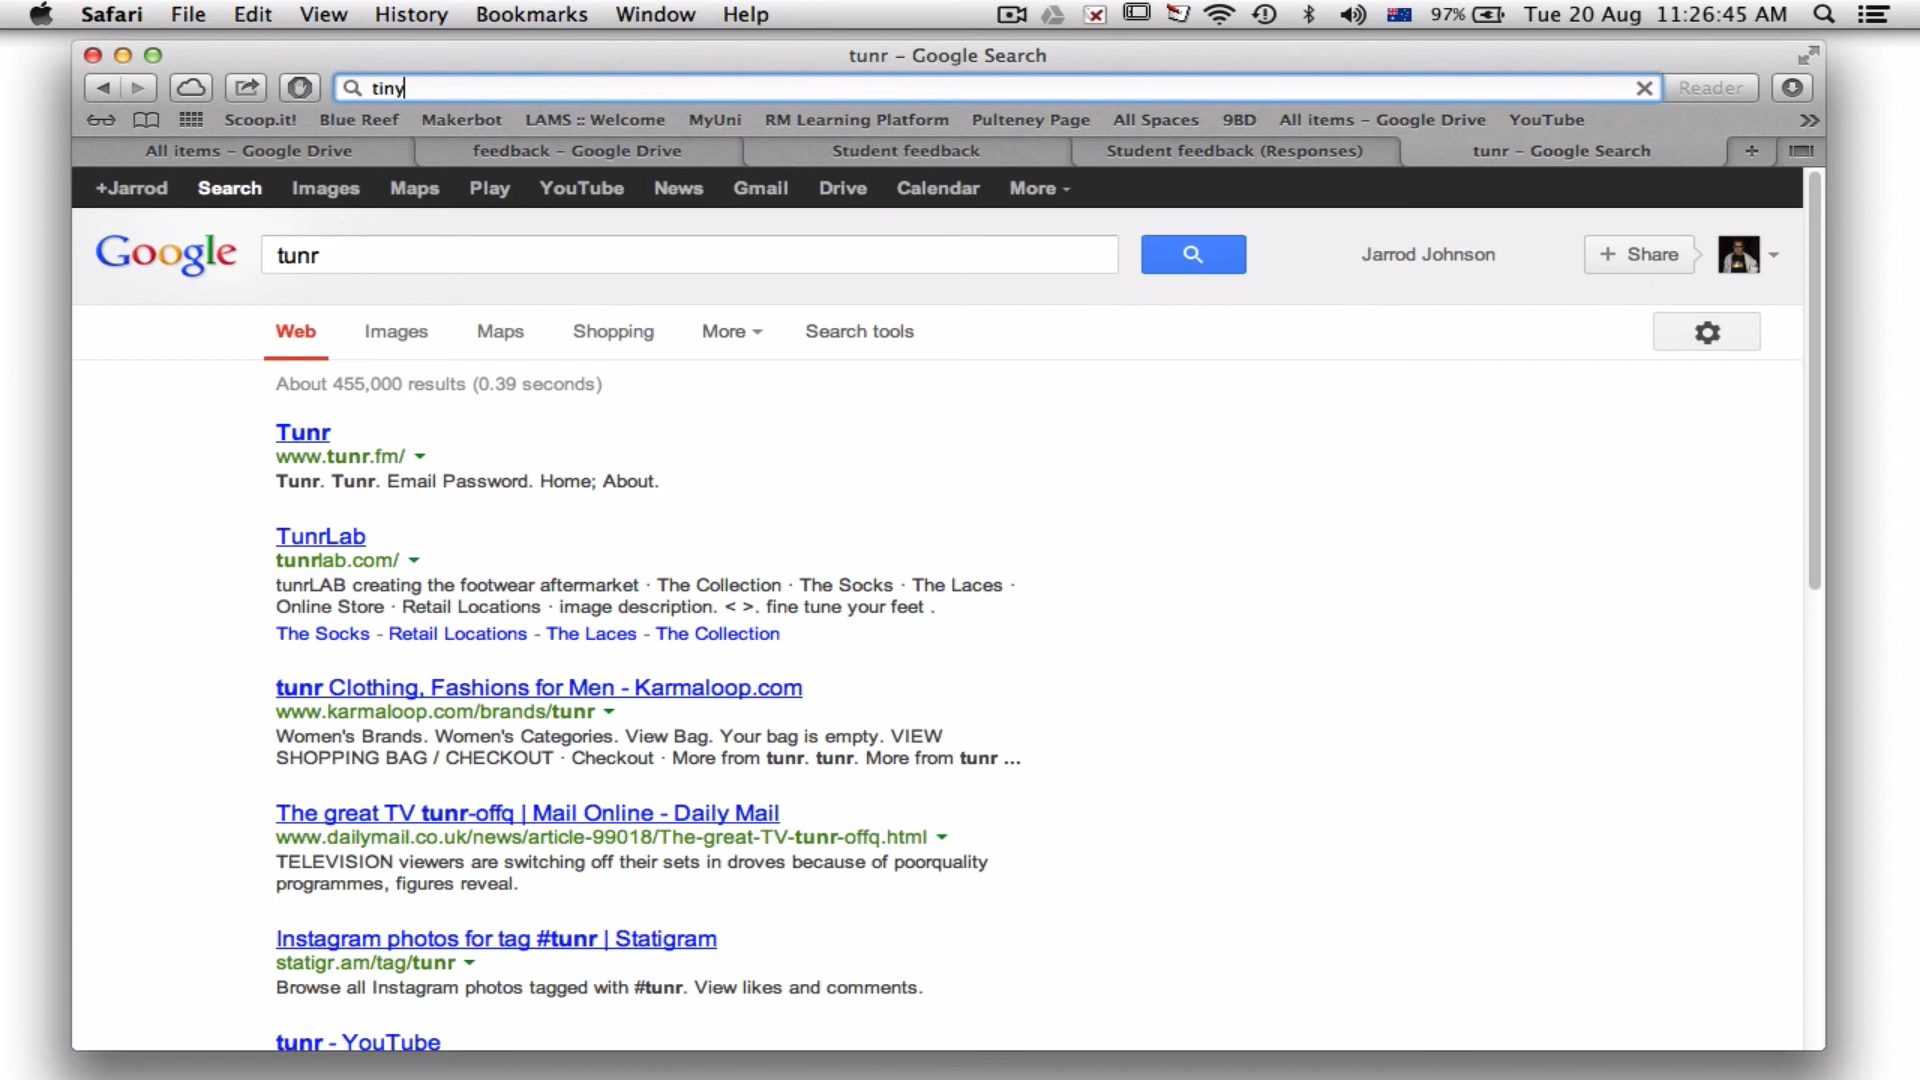 Safari File Edit View History Bookmarks Window Help 97% Tue 20 Aug 11:26:45 AM
tunr – Google Search
tiny Reader
Scoop.it! Blue Reef Makerbot LAMS :: Welcome MyUni RM Learning Platform Pulteney Page All Spaces 9BD All items – Google Drive YouTube
All items – Google Drive feedback – Google Drive Student feedback Student feedback (Responses) tunr – Google Search
+Jarrod Search Images Maps Play YouTube News Gmail Drive Calendar More
Google tunr Jarrod Johnson + Share
Web Images Maps Shopping More Search tools
About 455,000 results (0.39 seconds)
Tunr
www.tunr.fm/
Tunr. Tunr. Email Password. Home; About.
TunrLab
tunrlab.com/
tunrLAB creating the footwear aftermarket · The Collection · The Socks · The Laces ·
Online Store · Retail Locations · image description. < >. fine tune your feet .
The Socks - Retail Locations - The Laces - The Collection
tunr Clothing, Fashions for Men - Karmaloop.com
www.karmaloop.com/brands/tunr
Women's Brands. Women's Categories. View Bag. Your bag is empty. VIEW
SHOPPING BAG / CHECKOUT · Checkout · More from tunr. tunr. More from tunr ...
The great TV tunr-offq | Mail Online - Daily Mail
www.dailymail.co.uk/news/article-99018/The-great-TV-tunr-offq.html
TELEVISION viewers are switching off their sets in droves because of poorquality
programmes, figures reveal.
Instagram photos for tag #tunr | Statigram
statigr.am/tag/tunr
Browse all Instagram photos tagged with #tunr. View likes and comments.
tunr - YouTube